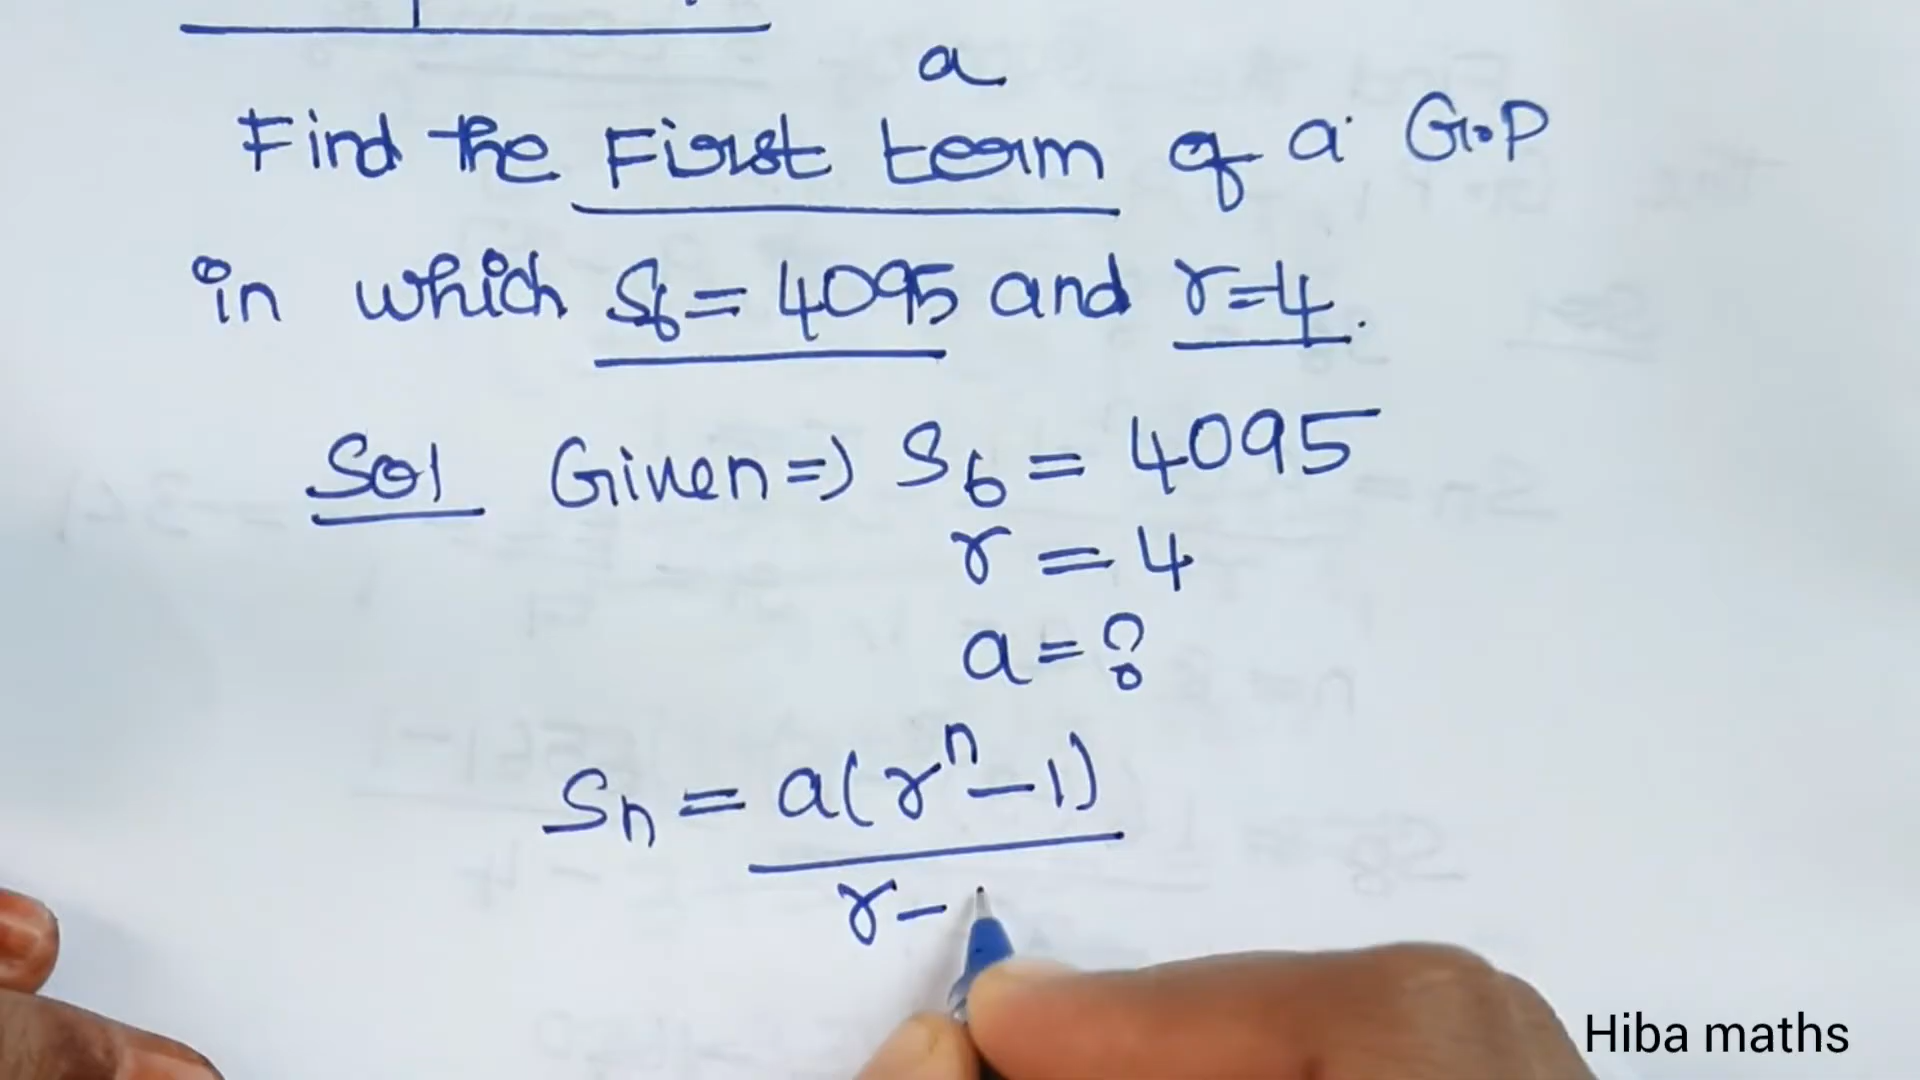 a
Find the First term of a G.P
in which S₆ = 4095 and r=4.
Sol Given => S₆ = 4095
r = 4
a = ?
Sn = a(rⁿ-1)
r-
Hiba maths